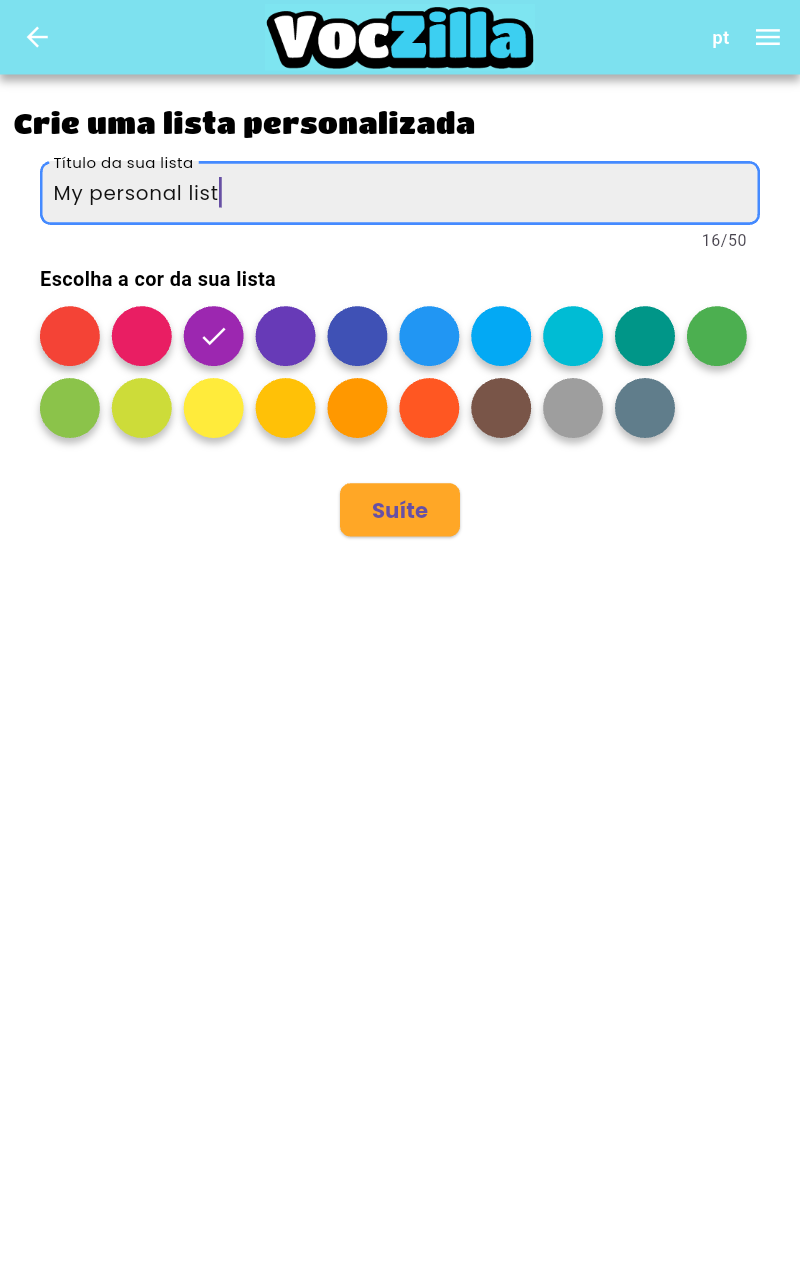 VocZilla
pt
Crie uma lista personalizada
Título da sua lista
My personal list
16/50
Escolha a cor da sua lista
Suíte